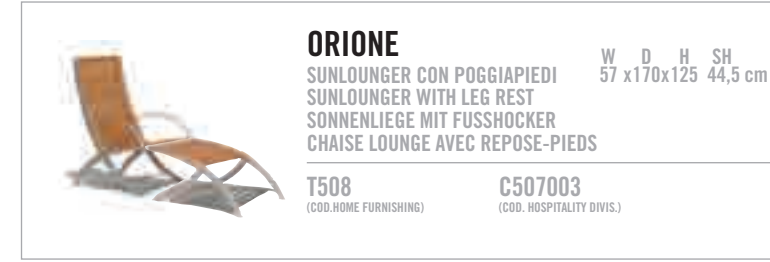 ORIONE
SUNLOUNGER CON POGGIAPIEDI
SUNLOUNGER WITH LEG REST
SONNENLIEGE MIT FUSSHOCKER
CHAISE LOUNGE AVEC REPOSE-PIEDS
W D H SH
57 x170x125 44,5 cm
T508
(COD.HOME FURNISHING)
C507003
(COD. HOSPITALITY DIVIS.)